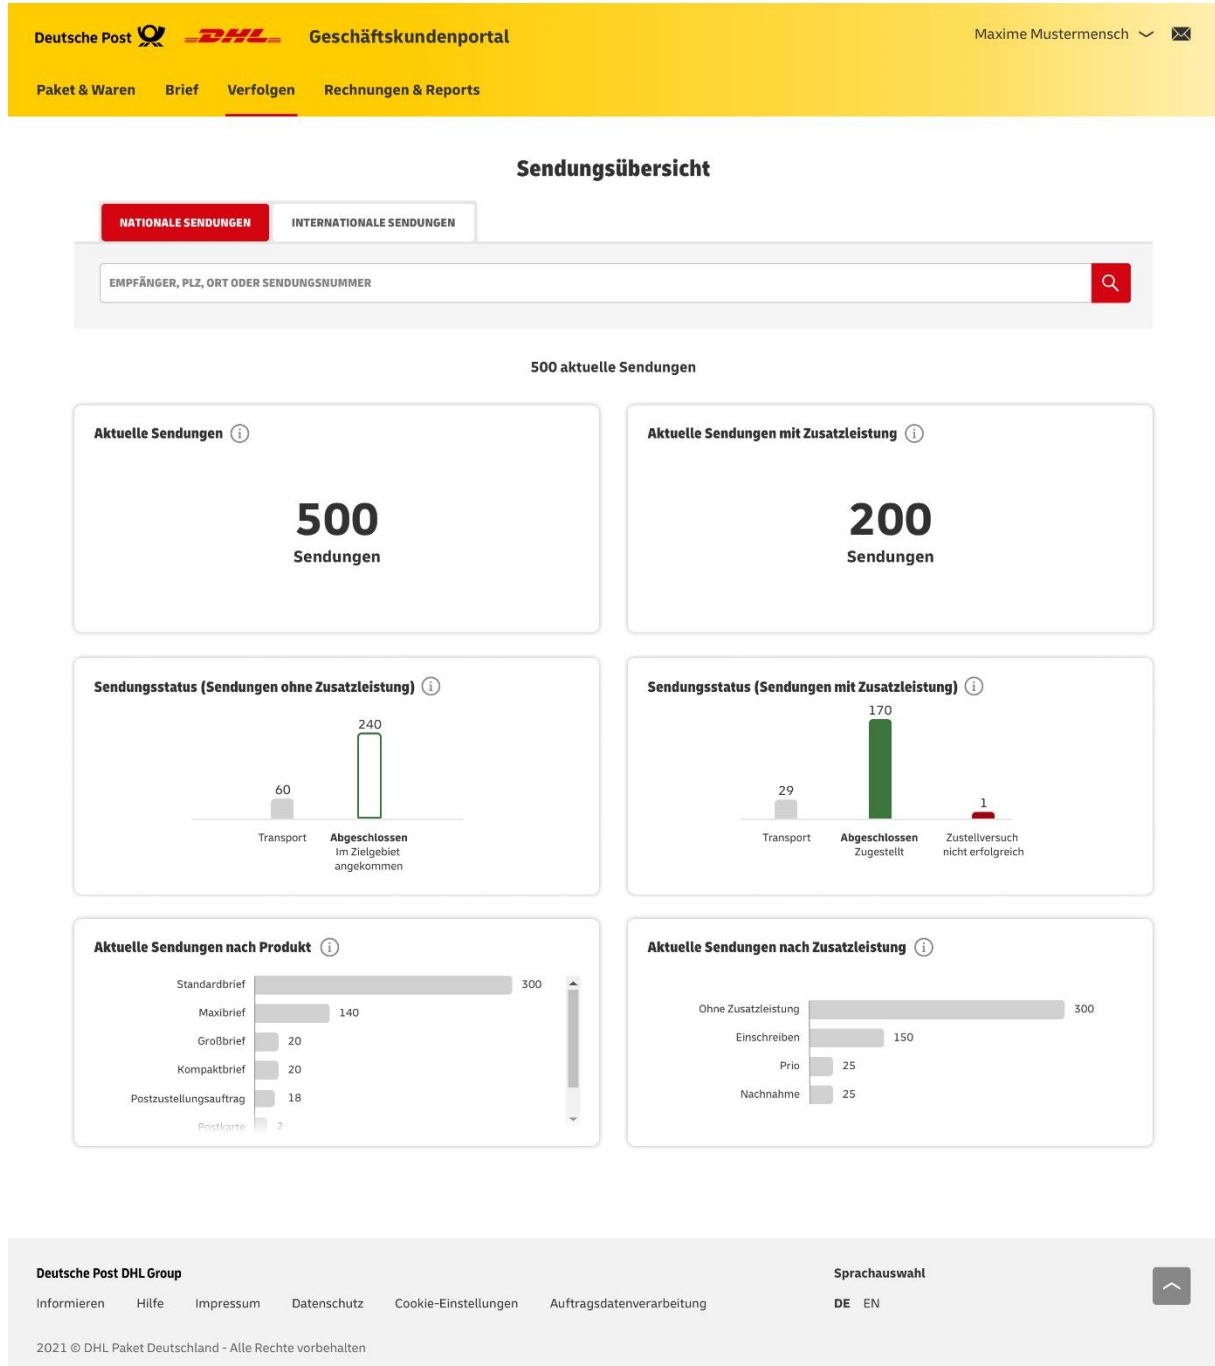 Deutsche Post DHL Geschäftskundenportal Maxime Mustermensch
Paket & Waren Brief Verfolgen Rechnungen & Reports
Sendungsübersicht
NATIONALE SENDUNGEN INTERNATIONALE SENDUNGEN
EMPFÄNGER, PLZ, ORT ODER SENDUNGSNUMMER
500 aktuelle Sendungen
Aktuelle Sendungen i
500
Sendungen
Aktuelle Sendungen mit Zusatzleistung i
200
Sendungen
Sendungsstatus (Sendungen ohne Zusatzleistung) i
240
60
Transport Abgeschlossen
Im Zielgebiet
angekommen
Sendungsstatus (Sendungen mit Zusatzleistung) i
170
29
1
Transport Abgeschlossen Zustellversuch
Zugestellt nicht erfolgreich
Aktuelle Sendungen nach Produkt i
Standardbrief 300
Maxibrief 140
Großbrief 20
Kompaktbrief 20
Postzustellungsauftrag 18
Postkarte 2
Aktuelle Sendungen nach Zusatzleistung i
Ohne Zusatzleistung 300
Einschreiben 150
Prio 25
Nachnahme 25
Deutsche Post DHL Group Sprachauswahl
Informieren Hilfe Impressum Datenschutz Cookie-Einstellungen Auftragsdatenverarbeitung DE EN
2021 © DHL Paket Deutschland - Alle Rechte vorbehalten